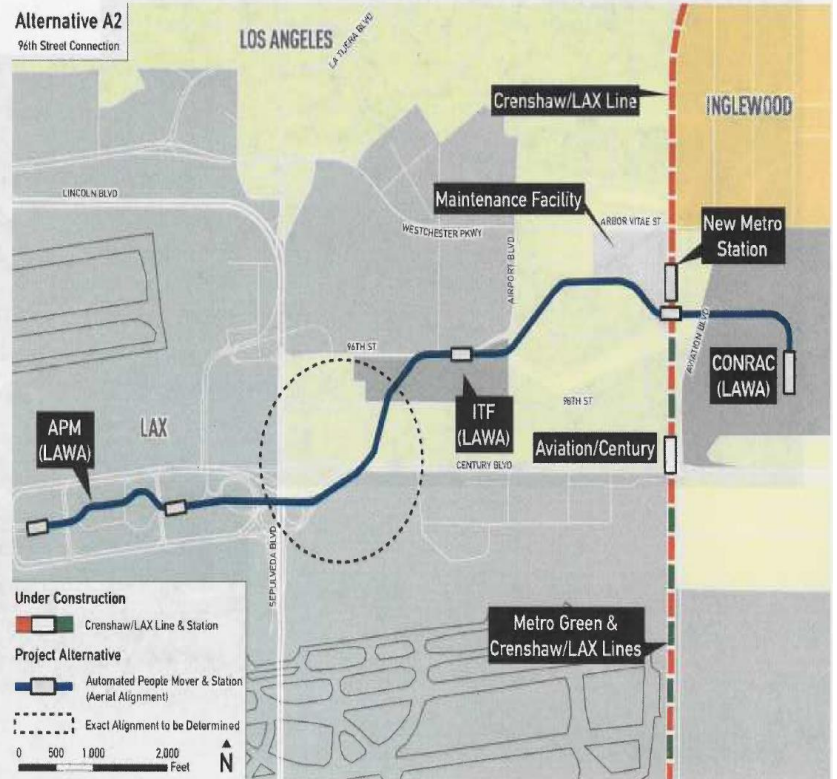 Alternative A2
96th Street Connection
LOS ANGELES
LA TIJERA BLVD
Crenshaw/LAX Line
INGLEWOOD
LINCOLN BLVD
Maintenance Facility
ARBOR VITAE ST
WESTCHESTER PKWY
New Metro
Station
AIRPORT BLVD
AVIATION BLVD
96TH ST
CONRAC
(LAWA)
98TH ST
ITF
(LAWA)
LAX
APM
(LAWA)
Aviation/Century
CENTURY BLVD
SEPULVEDA BLVD
Metro Green &
Crenshaw/LAX Lines
Under Construction
Crenshaw/LAX Line & Station
Project Alternative
Automated People Mover & Station
(Aerial Alignment)
Exact Alignment to be Determined
0 500 1 000 2,000
Feet
N